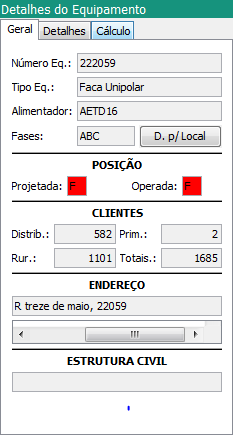 Detalhes do Equipamento
Geral Detalhes Cálculo
Número Eq.: 222059
Tipo Eq.: Faca Unipolar
Alimentador: AETD16
Fases: ABC D. p/ Local
POSIÇÃO
Projetada: F Operada: F
CLIENTES
Distrib.: 582 Prim.: 2
Rur.: 1101 Totais.: 1685
ENDEREÇO
R treze de maio, 22059
ESTRUTURA CIVIL